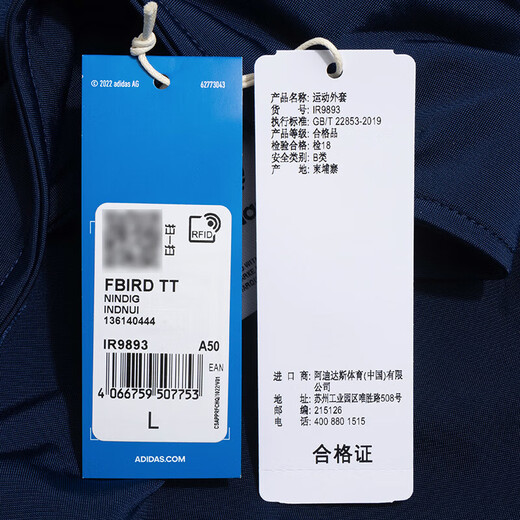 © 2022 adidas AG
62773043
RFID
FBIRD TT
NINDIG
INDNUI
136140444
IR9893
A50
EAN
4 066759 507753
L
ADIDAS.COM
产品名称: 运动外套
货 号: IR9893
执行标准: GB/T 22853-2019
产品等级: 合格品
检验合格: 检18
安全类别: B类
产 地: 柬埔寨
进 口 商: 阿迪达斯体育(中国)有限
公司
地 址: 苏州工业园区唯胜路508号
邮 编: 215126
电 话: 400 880 1515
合格证